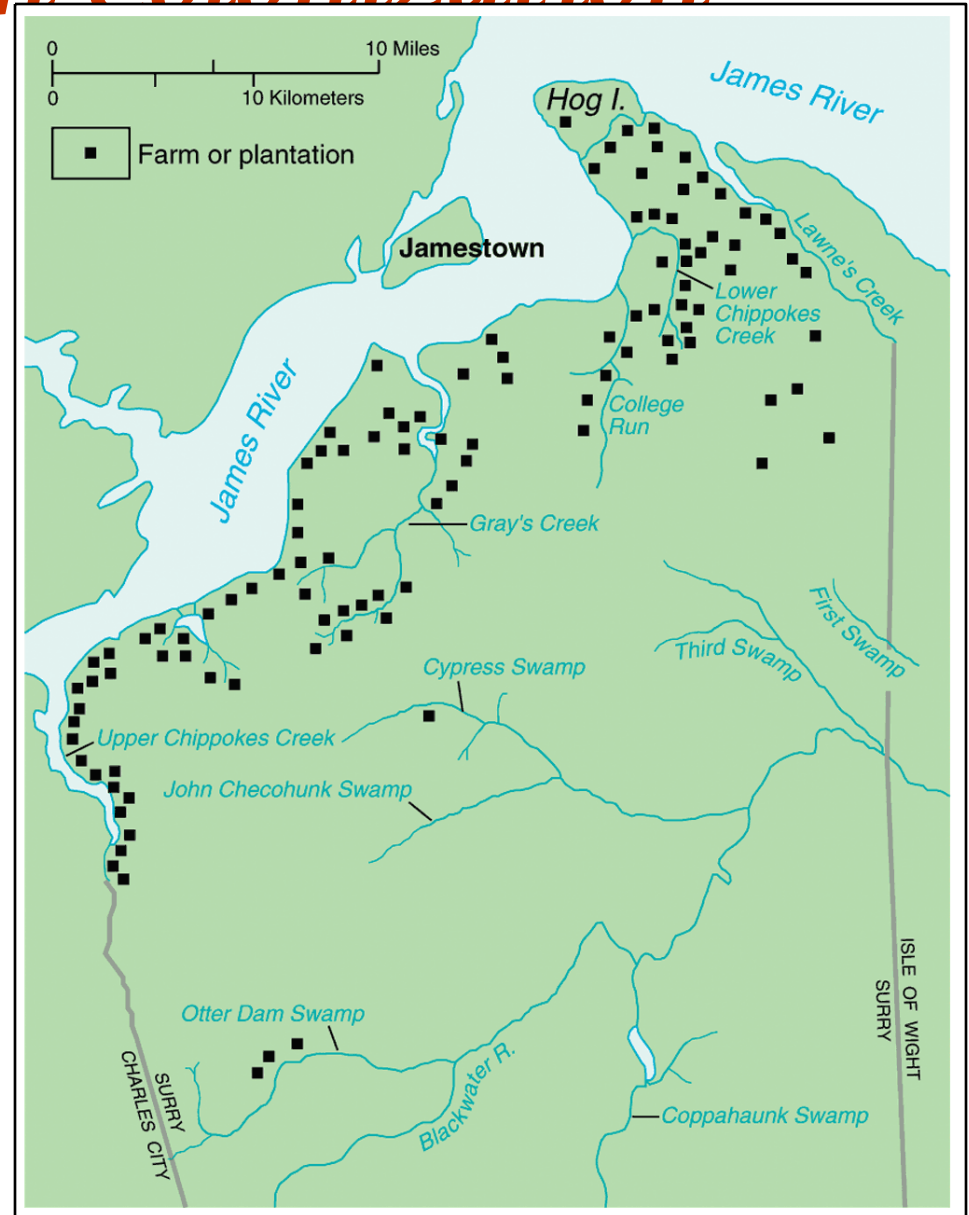 0 10 Miles
0 10 Kilometers
Farm or plantation
Hog I.
James River
Jamestown
Lawne's Creek
Lower
Chippokes
Creek
James River
College
Run
Gray's Creek
First Swamp
Third Swamp
Cypress Swamp
Upper Chippokes Creek
John Checohunk Swamp
ISLE OF WIGHT
SURRY
Otter Dam Swamp
Blackwater R.
SURRY
CHARLES CITY
Coppahaunk Swamp